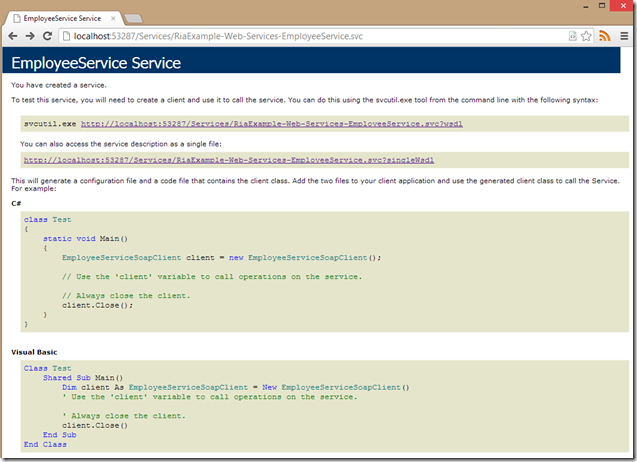 EmployeeService Service
localhost:53287/Services/RiaExample-Web-Services-EmployeeService.svc
EmployeeService Service
You have created a service.
To test this service, you will need to create a client and use it to call the service. You can do this using the svcutil.exe tool from the command line with the following syntax:
svcutil.exe http://localhost:53287/Services/RiaExample-Web-Services-EmployeeService.svc?wsdl
You can also access the service description as a single file:
http://localhost:53287/Services/RiaExample-Web-Services-EmployeeService.svc?singleWsdl
This will generate a configuration file and a code file that contains the client class. Add the two files to your client application and use the generated client class to call the Service.
For example:
C#
class Test
{
    static void Main()
    {
        EmployeeServiceSoapClient client = new EmployeeServiceSoapClient();
        // Use the 'client' variable to call operations on the service.
        // Always close the client.
        client.Close();
    }
}
Visual Basic
Class Test
    Shared Sub Main()
        Dim client As EmployeeServiceSoapClient = New EmployeeServiceSoapClient()
        ' Use the 'client' variable to call operations on the service.
        ' Always close the client.
        client.Close()
    End Sub
End Class